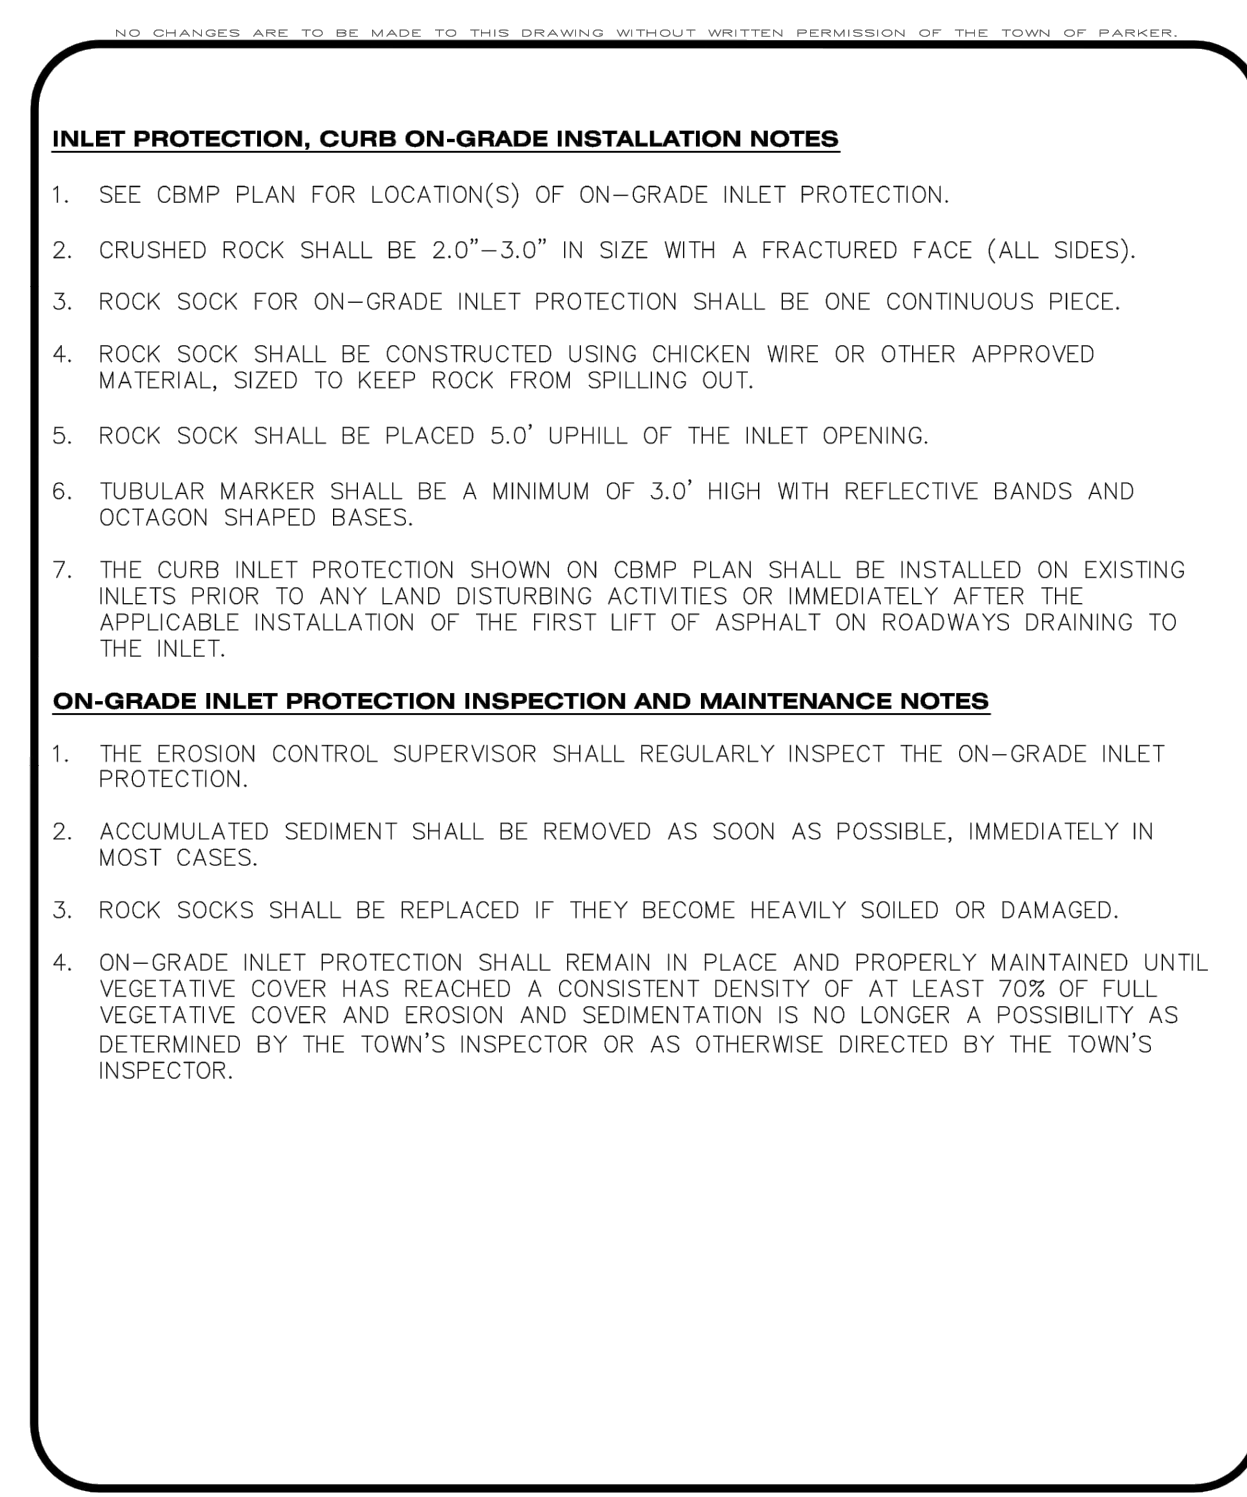 NO CHANGES ARE TO BE MADE TO THIS DRAWING WITHOUT WRITTEN PERMISSION OF THE TOWN OF PARKER.
INLET PROTECTION, CURB ON-GRADE INSTALLATION NOTES
1. SEE CBMP PLAN FOR LOCATION(S) OF ON-GRADE INLET PROTECTION.
2. CRUSHED ROCK SHALL BE 2.0"-3.0" IN SIZE WITH A FRACTURED FACE (ALL SIDES).
3. ROCK SOCK FOR ON-GRADE INLET PROTECTION SHALL BE ONE CONTINUOUS PIECE.
4. ROCK SOCK SHALL BE CONSTRUCTED USING CHICKEN WIRE OR OTHER APPROVED
MATERIAL, SIZED TO KEEP ROCK FROM SPILLING OUT.
5. ROCK SOCK SHALL BE PLACED 5.0' UPHILL OF THE INLET OPENING.
6. TUBULAR MARKER SHALL BE A MINIMUM OF 3.0' HIGH WITH REFLECTIVE BANDS AND
OCTAGON SHAPED BASES.
7. THE CURB INLET PROTECTION SHOWN ON CBMP PLAN SHALL BE INSTALLED ON EXISTING
INLETS PRIOR TO ANY LAND DISTURBING ACTIVITIES OR IMMEDIATELY AFTER THE
APPLICABLE INSTALLATION OF THE FIRST LIFT OF ASPHALT ON ROADWAYS DRAINING TO
THE INLET.
ON-GRADE INLET PROTECTION INSPECTION AND MAINTENANCE NOTES
1. THE EROSION CONTROL SUPERVISOR SHALL REGULARLY INSPECT THE ON-GRADE INLET
PROTECTION.
2. ACCUMULATED SEDIMENT SHALL BE REMOVED AS SOON AS POSSIBLE, IMMEDIATELY IN
MOST CASES.
3. ROCK SOCKS SHALL BE REPLACED IF THEY BECOME HEAVILY SOILED OR DAMAGED.
4. ON-GRADE INLET PROTECTION SHALL REMAIN IN PLACE AND PROPERLY MAINTAINED UNTIL
VEGETATIVE COVER HAS REACHED A CONSISTENT DENSITY OF AT LEAST 70% OF FULL
VEGETATIVE COVER AND EROSION AND SEDIMENTATION IS NO LONGER A POSSIBILITY AS
DETERMINED BY THE TOWN'S INSPECTOR OR AS OTHERWISE DIRECTED BY THE TOWN'S
INSPECTOR.